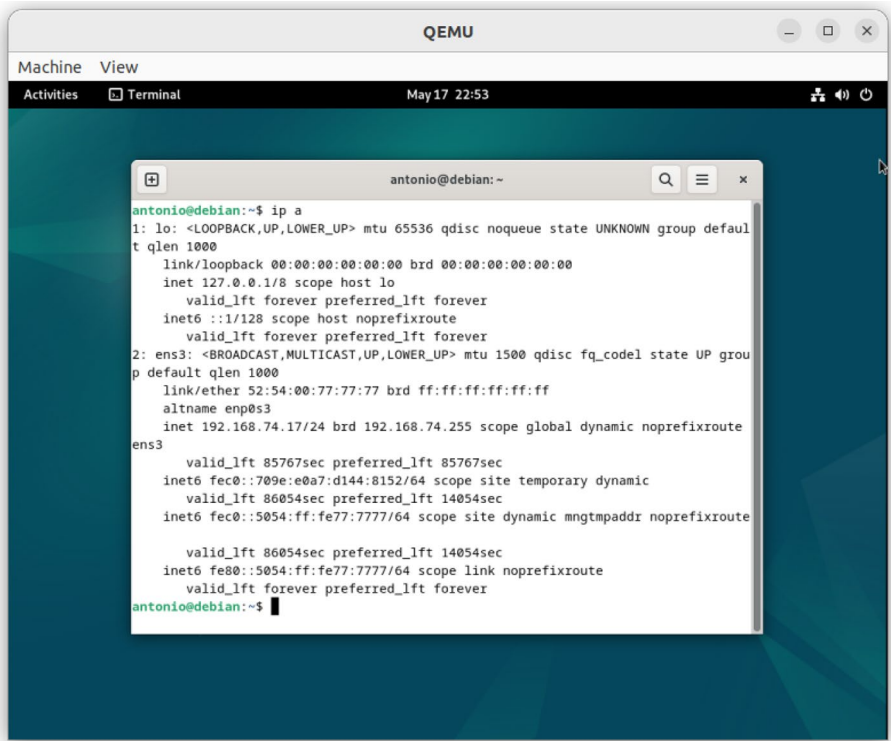 QEMU
Machine View
Activities Terminal May 17 22:53
antonio@debian: ~
antonio@debian:~$ ip a
1: lo: <LOOPBACK,UP,LOWER_UP> mtu 65536 qdisc noqueue state UNKNOWN group defaul
t qlen 1000
    link/loopback 00:00:00:00:00:00 brd 00:00:00:00:00:00
    inet 127.0.0.1/8 scope host lo
       valid_lft forever preferred_lft forever
    inet6 ::1/128 scope host noprefixroute
       valid_lft forever preferred_lft forever
2: ens3: <BROADCAST,MULTICAST,UP,LOWER_UP> mtu 1500 qdisc fq_codel state UP grou
p default qlen 1000
    link/ether 52:54:00:77:77:77 brd ff:ff:ff:ff:ff:ff
    altname enp0s3
    inet 192.168.74.17/24 brd 192.168.74.255 scope global dynamic noprefixroute
ens3
       valid_lft 85767sec preferred_lft 85767sec
    inet6 fec0::709e:e0a7:d144:8152/64 scope site temporary dynamic
       valid_lft 86054sec preferred_lft 14054sec
    inet6 fec0::5054:ff:fe77:7777/64 scope site dynamic mngtmpaddr noprefixroute
       valid_lft 86054sec preferred_lft 14054sec
    inet6 fe80::5054:ff:fe77:7777/64 scope link noprefixroute
       valid_lft forever preferred_lft forever
antonio@debian:~$